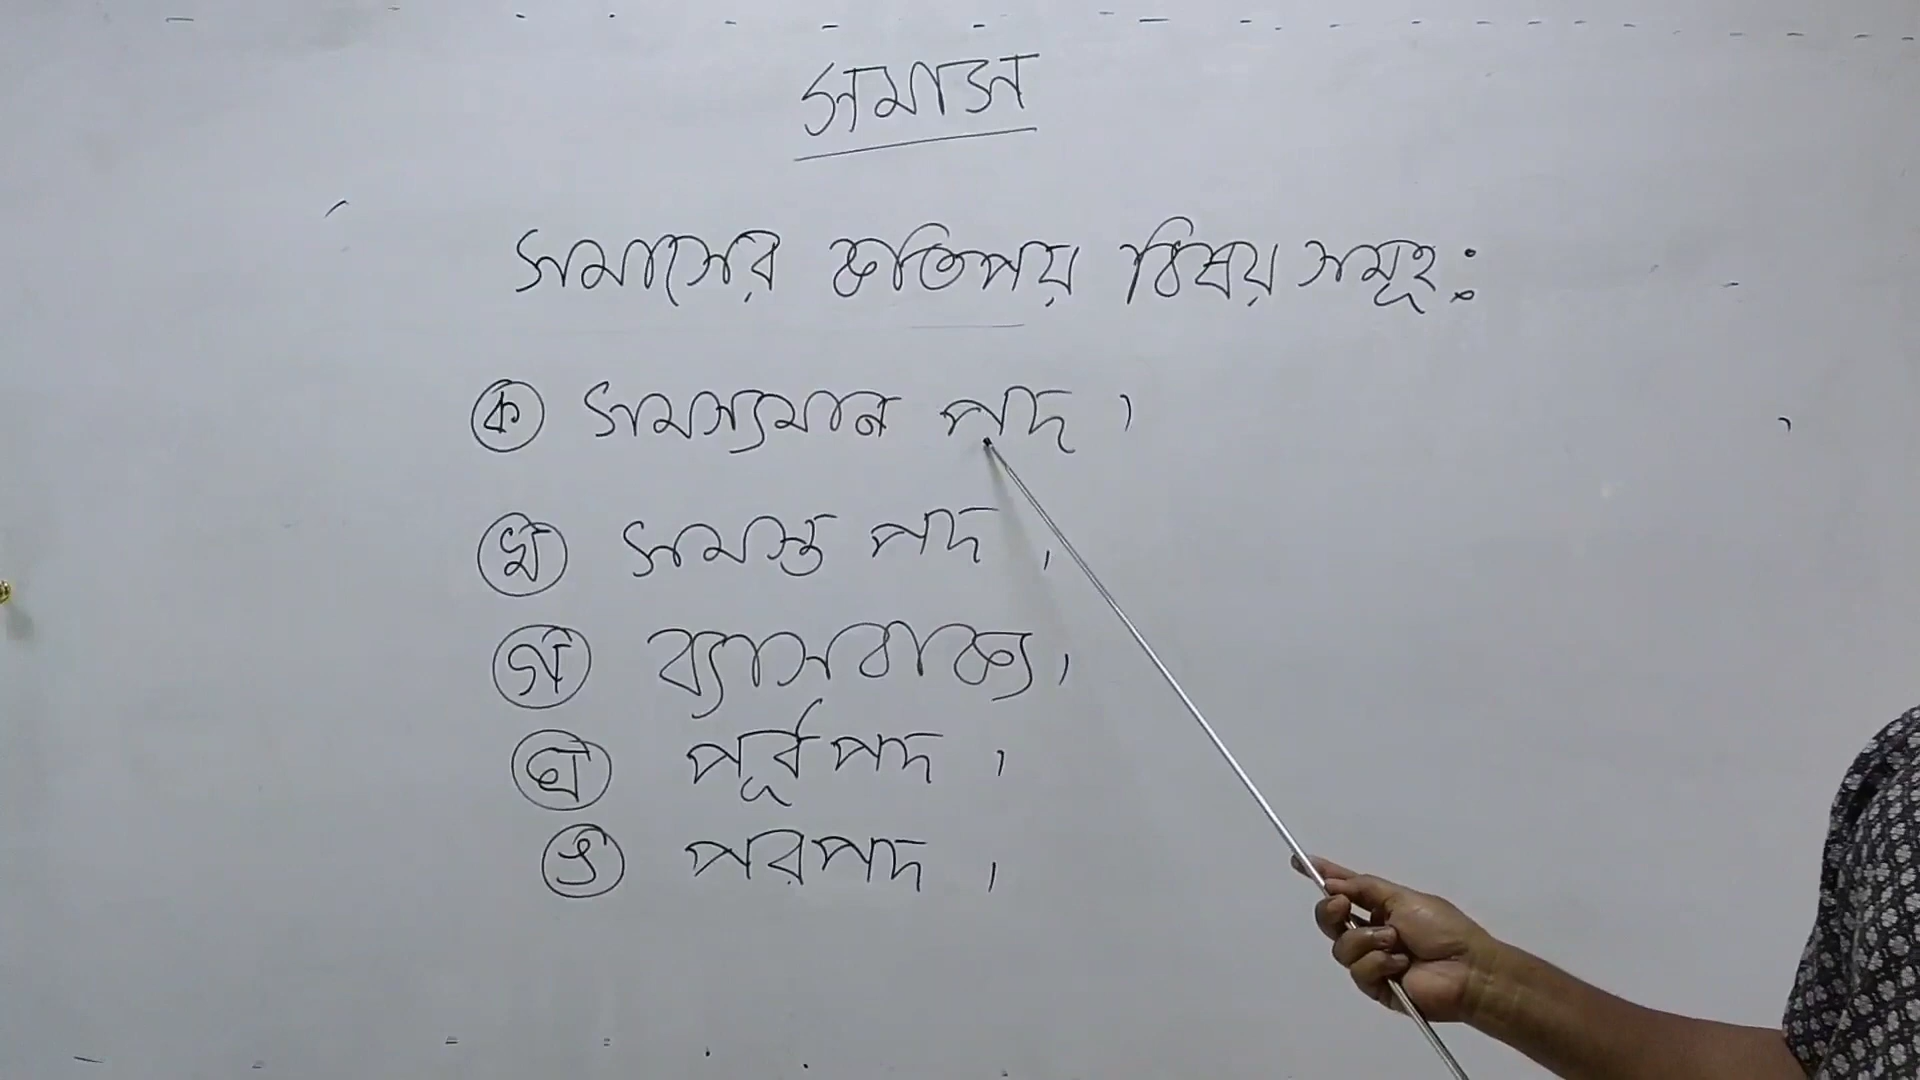 সমাস
সমাসের কতিপয় বিষয় সমূহ :
ক সমস্যমান পদ ।
খ সমস্ত পদ ।
গ ব্যাসবাক্য ।
ঘ পূর্বপদ ।
ঙ পরপদ ।